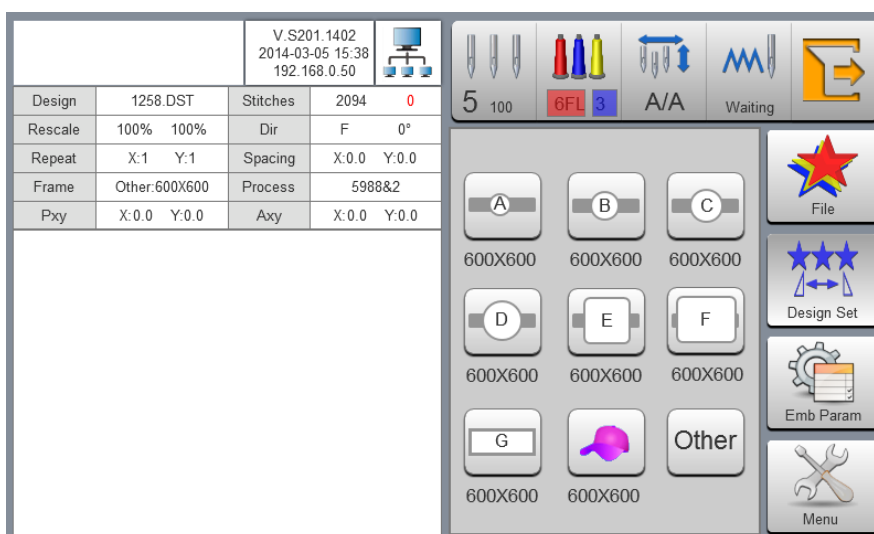 V.S201.1402
2014-03-05 15:38
192.168.0.50
Design 1258.DST Stitches 2094 0
Rescale 100% 100% Dir F 0°
Repeat X:1 Y:1 Spacing X:0.0 Y:0.0
Frame Other:600X600 Process 5988&2
Pxy X:0.0 Y:0.0 Axy X:0.0 Y:0.0
5 100 6FL 3 A/A Waiting
A B C
600X600 600X600 600X600
D E F
600X600 600X600 600X600
G Other
600X600 600X600
File
Design Set
Emb Param
Menu